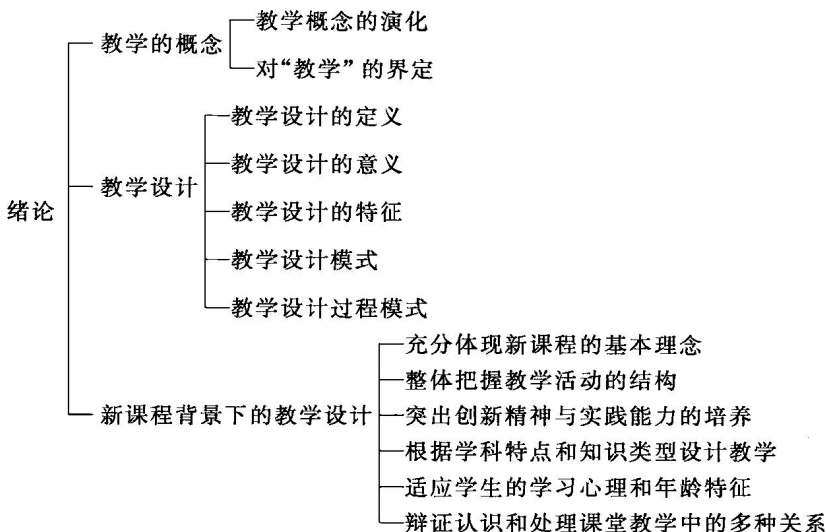 教学概念的演化
教学的概念
对“教学”的界定
教学设计的定义
教学设计的意义
教学设计
绪论
教学设计的特征
教学设计模式
教学设计过程模式
充分体现新课程的基本理念
整体把握教学活动的结构
新课程背景下的教学设计
突出创新精神与实践能力的培养
根据学科特点和知识类型设计教学
适应学生的学习心理和年龄特征
辩证认识和处理课堂教学中的多种关系